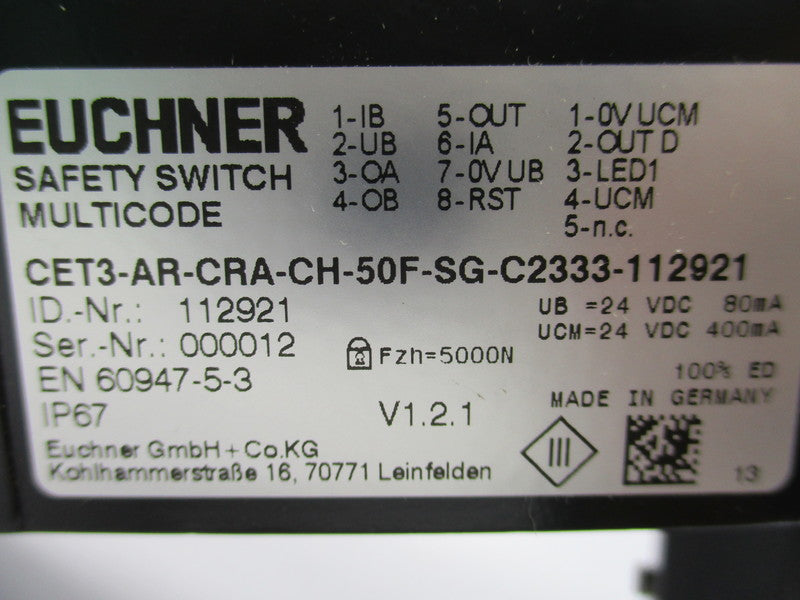 EUCHNER
SAFETY SWITCH
MULTICODE
1-IB 5-OUT 1-0V UCM
2-UB 6-IA 2-OUT D
3-OA 7-0V UB 3-LED1
4-OB 8-RST 4-UCM
5-n.c.
CET3-AR-CRA-CH-50F-SG-C2333-112921
ID.-Nr.: 112921
UB =24 VDC 80mA
Ser.-Nr.: 000012
UCM=24 VDC 400mA
Fzh=5000N
EN 60947-5-3
100% ED
IP67
V1.2.1
MADE IN GERMANY
Euchner GmbH + Co.KG
Kohlhammerstraße 16, 70771 Leinfelden
III
13